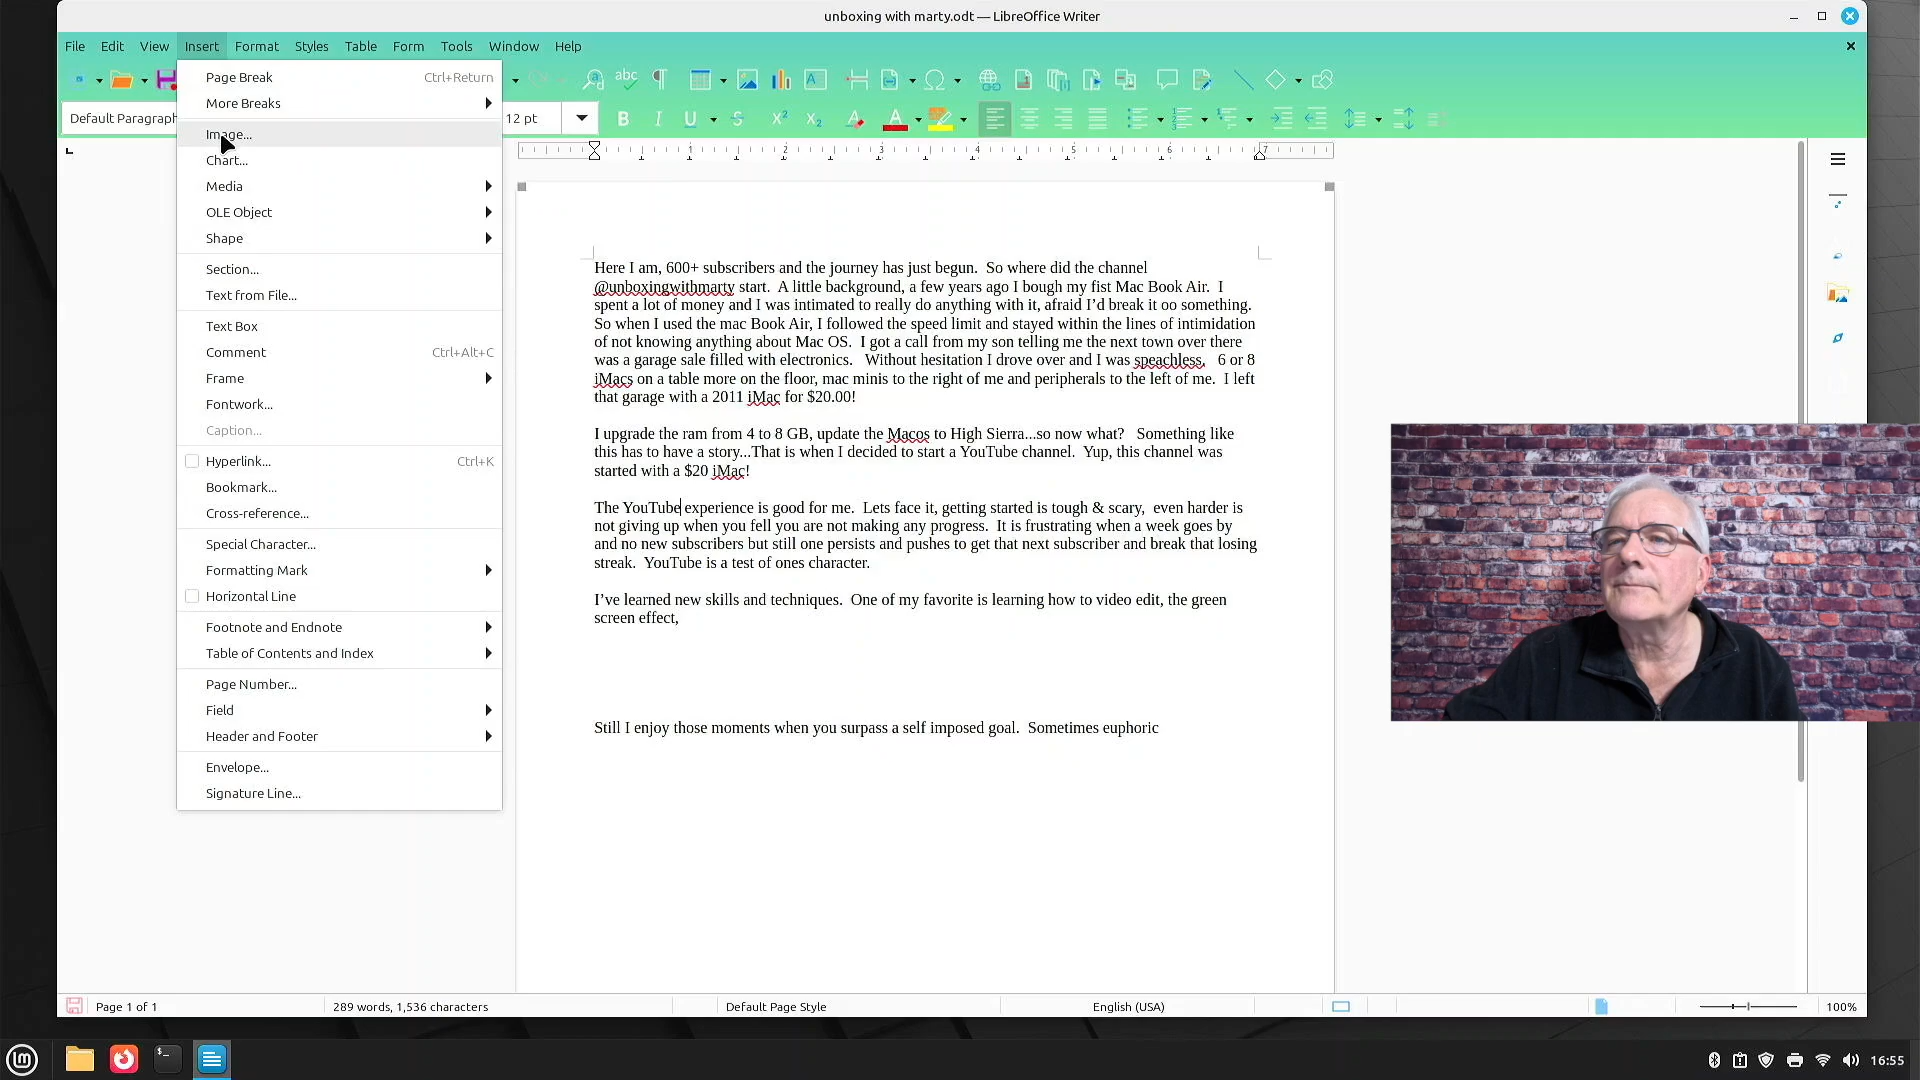 unboxing with marty.odt — LibreOffice Writer
File Edit View Insert Format Styles Table Form Tools Window Help
Page Break Ctrl+Return
More Breaks
Default Paragraph
12 pt
Image...
Chart...
Media
OLE Object
Shape
Section...
Text from File...
Text Box
Comment Ctrl+Alt+C
Frame
Fontwork...
Caption...
Hyperlink... Ctrl+K
Bookmark...
Cross-reference...
Special Character...
Formatting Mark
Horizontal Line
Footnote and Endnote
Table of Contents and Index
Page Number...
Field
Header and Footer
Envelope...
Signature Line...
1 2 3 4 5 6 7
Here I am, 600+ subscribers and the journey has just begun.  So where did the channel
@unboxingwithmarty start.  A little background, a few years ago I bough my fist Mac Book Air.  I
spent a lot of money and I was intimated to really do anything with it, afraid I’d break it oo something.
So when I used the mac Book Air, I followed the speed limit and stayed within the lines of intimidation
of not knowing anything about Mac OS.  I got a call from my son telling me the next town over there
was a garage sale filled with electronics.   Without hesitation I drove over and I was speachless,   6 or 8
iMacs on a table more on the floor, mac minis to the right of me and peripherals to the left of me.  I left
that garage with a 2011 iMac for $20.00!
I upgrade the ram from 4 to 8 GB, update the Macos to High Sierra...so now what?   Something like
this has to have a story...That is when I decided to start a YouTube channel.  Yup, this channel was
started with a $20 iMac!
The YouTube experience is good for me.  Lets face it, getting started is tough & scary,  even harder is
not giving up when you fell you are not making any progress.  It is frustrating when a week goes by
and no new subscribers but still one persists and pushes to get that next subscriber and break that losing
streak.  YouTube is a test of ones character.
I’ve learned new skills and techniques.  One of my favorite is learning how to video edit, the green
screen effect,
Still I enjoy those moments when you surpass a self imposed goal.  Sometimes euphoric
Page 1 of 1 289 words, 1,536 characters Default Page Style English (USA) 100%
16:55